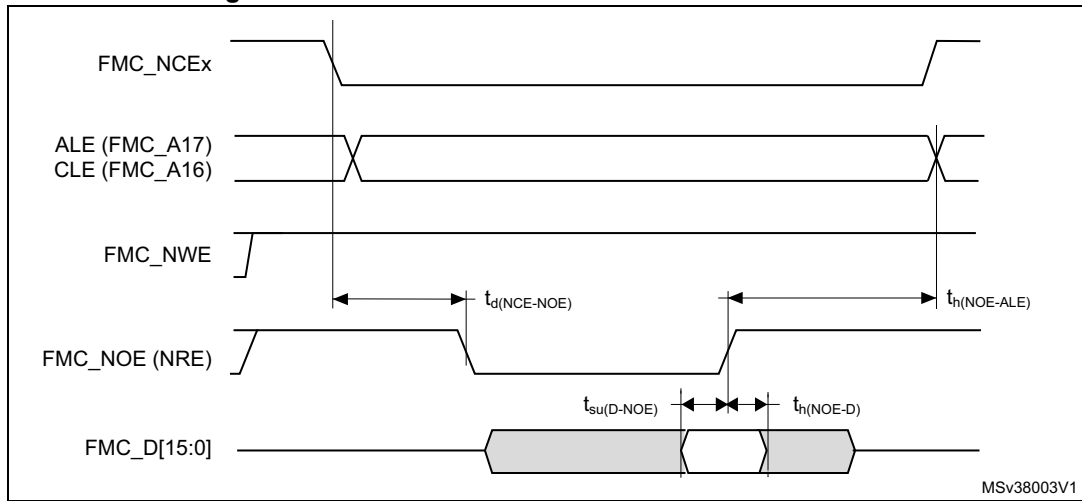 FMC_NCEx
ALE (FMC_A17)
CLE (FMC_A16)
FMC_NWE
td(NCE-NOE)
th(NOE-ALE)
FMC_NOE (NRE)
tsu(D-NOE)
th(NOE-D)
FMC_D[15:0]
MSv38003V1